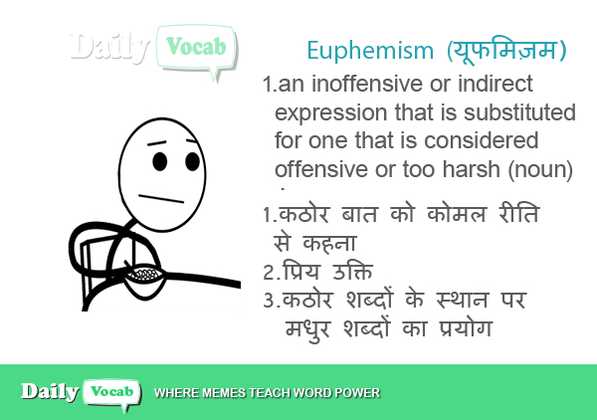 Daily Vocab
Euphemism (यूफमिज़म)
1.an inoffensive or indirect
expression that is substituted
for one that is considered
offensive or too harsh (noun)
1.कठोर बात को कोमल रीति
से कहना
2.प्रिय उक्ति
3.कठोर शब्दों के स्थान पर
मधुर शब्दों का प्रयोग
Daily Vocab WHERE MEMES TEACH WORD POWER